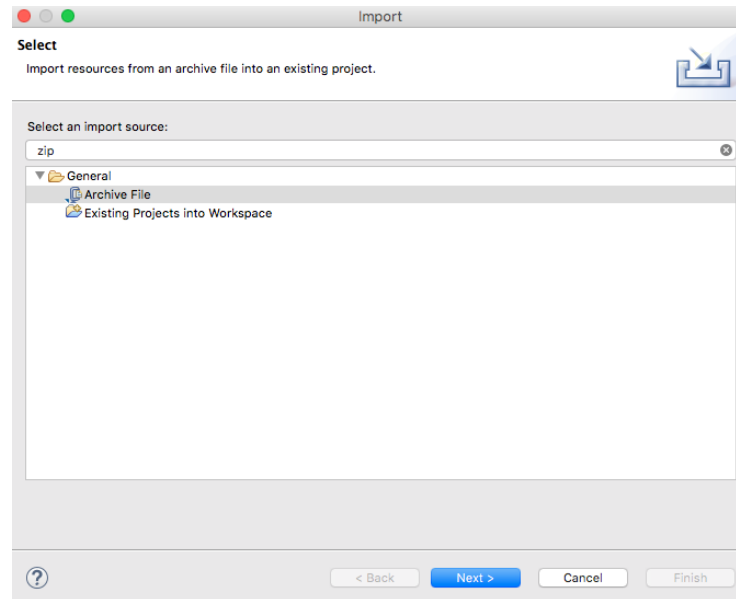 Import
Select
Import resources from an archive file into an existing project.
Select an import source:
zip
General
Archive File
Existing Projects into Workspace
?
< Back Next > Cancel Finish